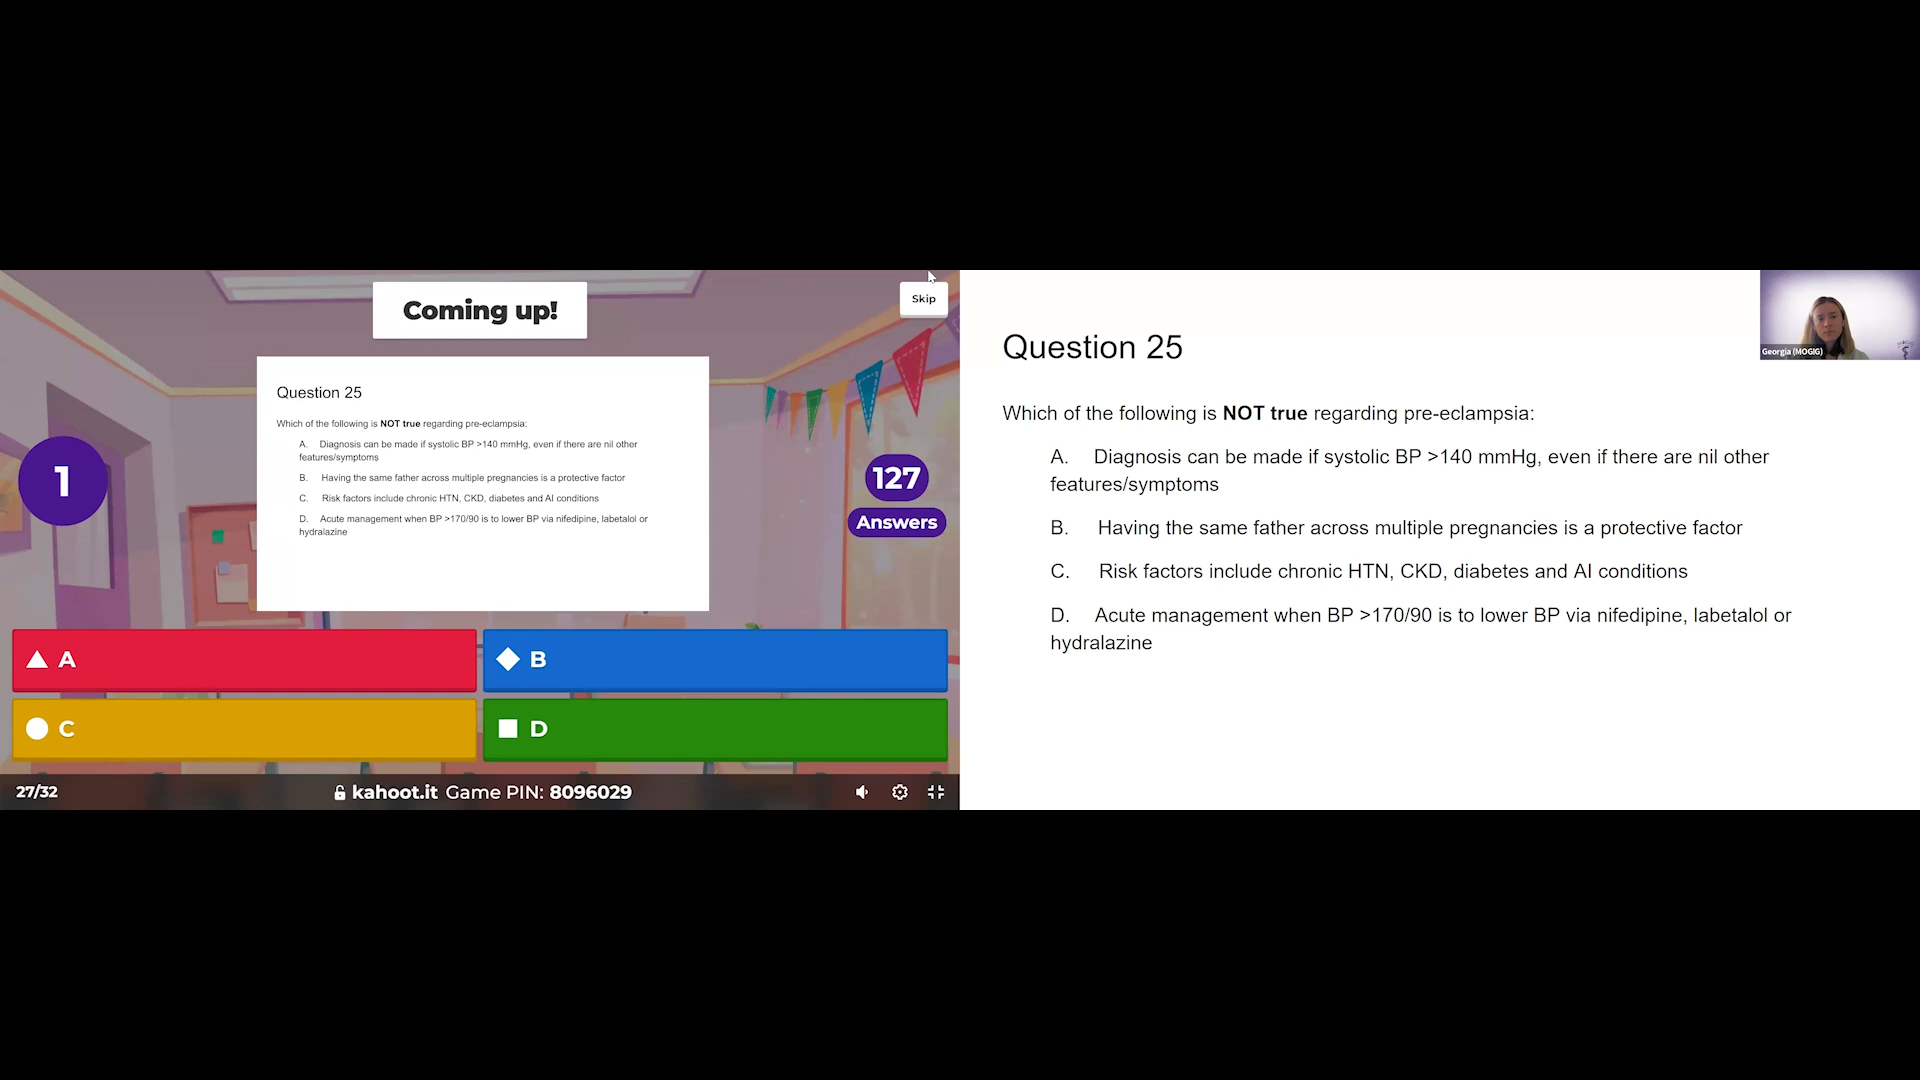 Coming up!
Skip
Question 25
Which of the following is NOT true regarding pre-eclampsia:
A. Diagnosis can be made if systolic BP >140 mmHg, even if there are nil other
features/symptoms
B. Having the same father across multiple pregnancies is a protective factor
C. Risk factors include chronic HTN, CKD, diabetes and AI conditions
D. Acute management when BP >170/90 is to lower BP via nifedipine, labetalol or
hydralazine
1
127
Answers
A
B
C
D
27/32
kahoot.it Game PIN: 8096029
Question 25
Which of the following is NOT true regarding pre-eclampsia:
A. Diagnosis can be made if systolic BP >140 mmHg, even if there are nil other
features/symptoms
B. Having the same father across multiple pregnancies is a protective factor
C. Risk factors include chronic HTN, CKD, diabetes and AI conditions
D. Acute management when BP >170/90 is to lower BP via nifedipine, labetalol or
hydralazine
Georgia (MOGIG)